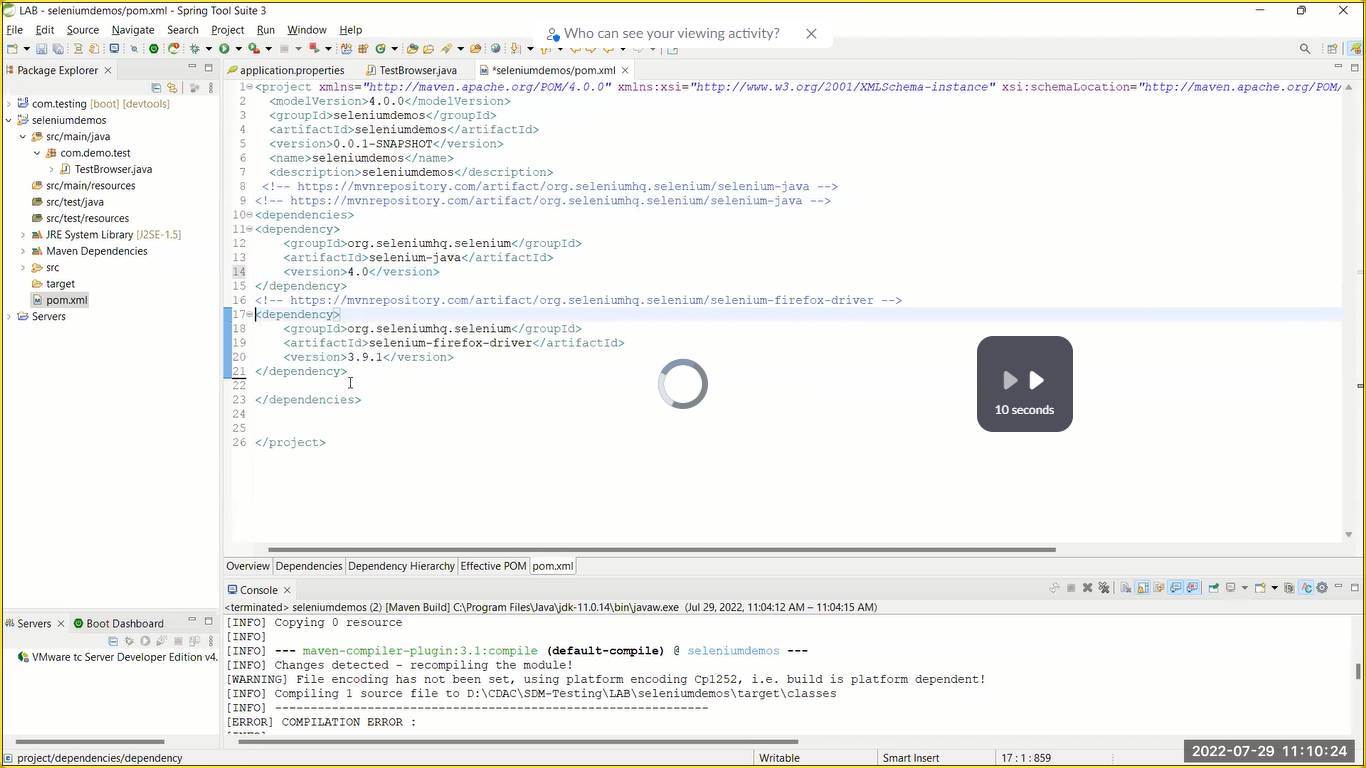 LAB - seleniumdemos/pom.xml - Spring Tool Suite 3
File Edit Source Navigate Search Project Run Window Help
Who can see your viewing activity?
Package Explorer
application.properties TestBrowser.java *seleniumdemos/pom.xml
com.testing [boot] [devtools]
seleniumdemos
src/main/java
com.demo.test
TestBrowser.java
src/main/resources
src/test/java
src/test/resources
JRE System Library [J2SE-1.5]
Maven Dependencies
src
target
pom.xml
Servers
1 <project xmlns="http://maven.apache.org/POM/4.0.0" xmlns:xsi="http://www.w3.org/2001/XMLSchema-instance" xsi:schemaLocation="http://maven.apache.org/POM/
2 <modelVersion>4.0.0</modelVersion>
3 <groupId>seleniumdemos</groupId>
4 <artifactId>seleniumdemos</artifactId>
5 <version>0.0.1-SNAPSHOT</version>
6 <name>seleniumdemos</name>
7 <description>seleniumdemos</description>
8 <!-- https://mvnrepository.com/artifact/org.seleniumhq.selenium/selenium-java -->
9 <!-- https://mvnrepository.com/artifact/org.seleniumhq.selenium/selenium-java -->
10 <dependencies>
11 <dependency>
12 <groupId>org.seleniumhq.selenium</groupId>
13 <artifactId>selenium-java</artifactId>
14 <version>4.0</version>
15 </dependency>
16 <!-- https://mvnrepository.com/artifact/org.seleniumhq.selenium/selenium-firefox-driver -->
17 <dependency>
18 <groupId>org.seleniumhq.selenium</groupId>
19 <artifactId>selenium-firefox-driver</artifactId>
20 <version>3.9.1</version>
21 </dependency>
22
23 </dependencies>
24
25
26 </project>
10 seconds
Overview Dependencies Dependency Hierarchy Effective POM pom.xml
Servers Boot Dashboard
VMware tc Server Developer Edition v4.
Console
<terminated> seleniumdemos (2) [Maven Build] C:\Program Files\Java\jdk-11.0.14\bin\javaw.exe (Jul 29, 2022, 11:04:12 AM – 11:04:15 AM)
[INFO] Copying 0 resource
[INFO]
[INFO] --- maven-compiler-plugin:3.1:compile (default-compile) @ seleniumdemos ---
[INFO] Changes detected - recompiling the module!
[WARNING] File encoding has not been set, using platform encoding Cp1252, i.e. build is platform dependent!
[INFO] Compiling 1 source file to D:\CDAC\SDM-Testing\LAB\seleniumdemos\target\classes
[INFO] -------------------------------------------------------------
[ERROR] COMPILATION ERROR :
project/dependencies/dependency Writable Smart Insert 17 : 1 : 859
2022-07-29 11:10:24